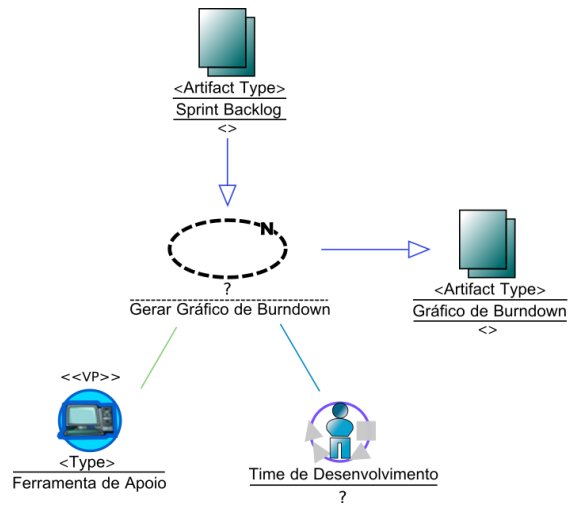 <Artifact Type>
Sprint Backlog
<>
N
?
Gerar Gráfico de Burndown
<Artifact Type>
Gráfico de Burndown
<>
<<VP>>
<Type>
Ferramenta de Apoio
Time de Desenvolvimento
?